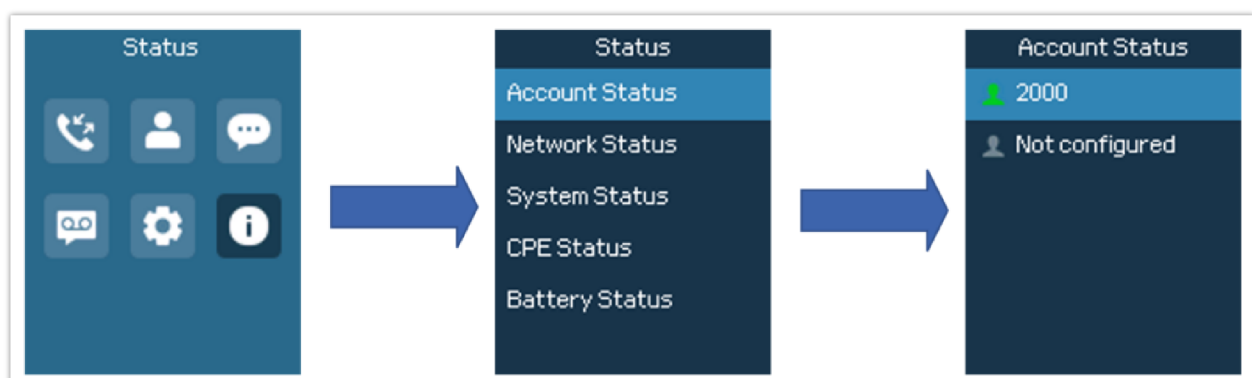 Status
Status
Account Status
Network Status
System Status
CPE Status
Battery Status
Account Status
2000
Not configured